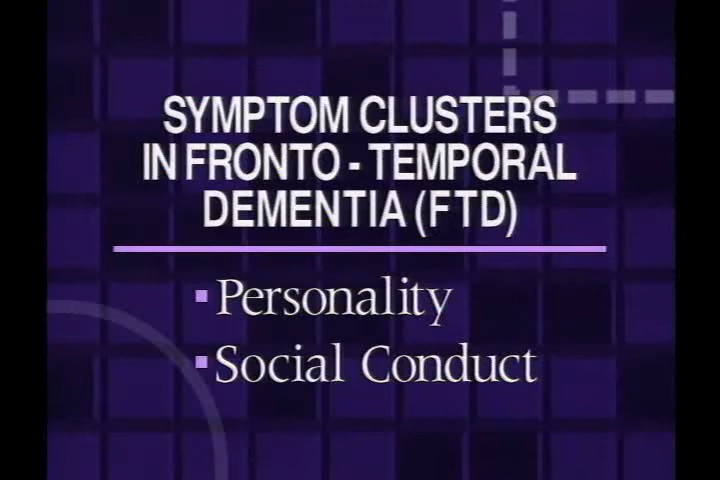 SYMPTOM CLUSTERS
IN FRONTO - TEMPORAL
DEMENTIA (FTD)
▪ Personality
▪ Social Conduct